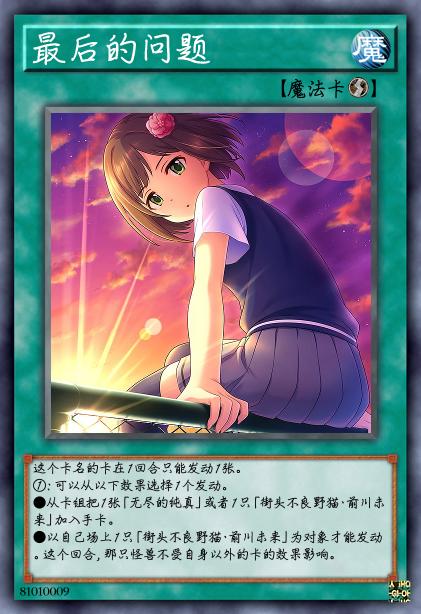 最后的问题
魔
【魔法卡】
这个卡名的卡在1回合只能发动1张。
①:可以从以下效果选择1个发动。
●从卡组把1张「无尽的纯真」或者1只「街头不良野猫·前川未
来」加入手卡。
●以自己场上1只「街头不良野猫·前川未来」为对象才能发动
。这个回合,那只怪兽不受自身以外的卡的效果影响。
81010009